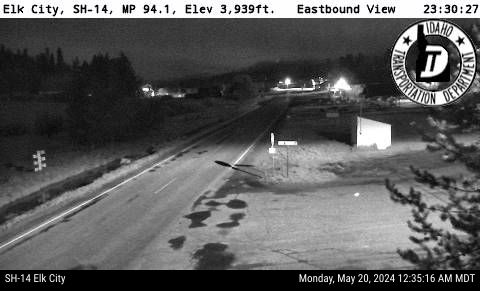 Elk City, SH-14, MP 94.1, Elev 3,939ft. Eastbound View 23:30:27
IDAHO
TRANSPORTATION DEPARTMENT
SH-14 Elk City Monday, May 20, 2024 12:35:16 AM MDT